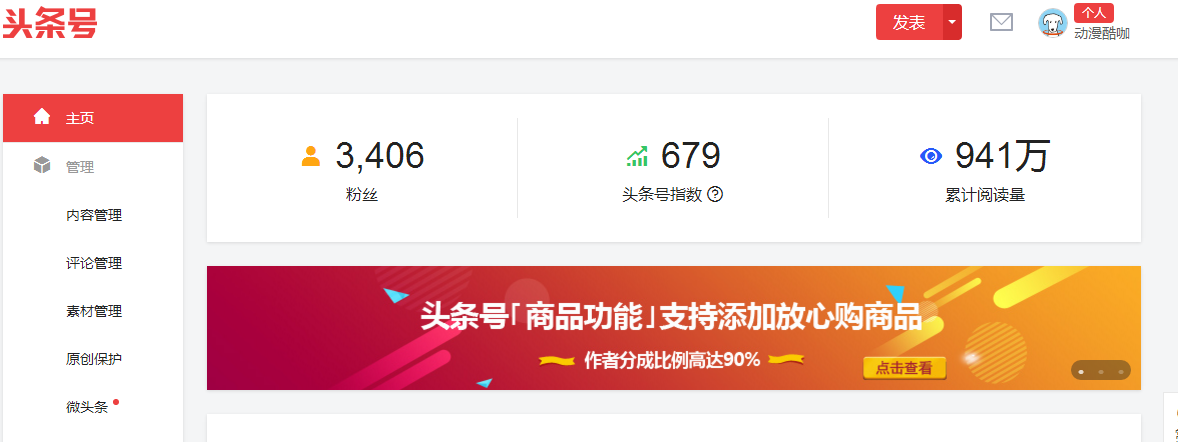 头条号
发表
个人
动漫酷咖
主页
管理
内容管理
评论管理
素材管理
原创保护
微头条
3,406
粉丝
679
头条号指数
941万
累计阅读量
头条号「商品功能」支持添加放心购商品
作者分成比例高达90%
点击查看